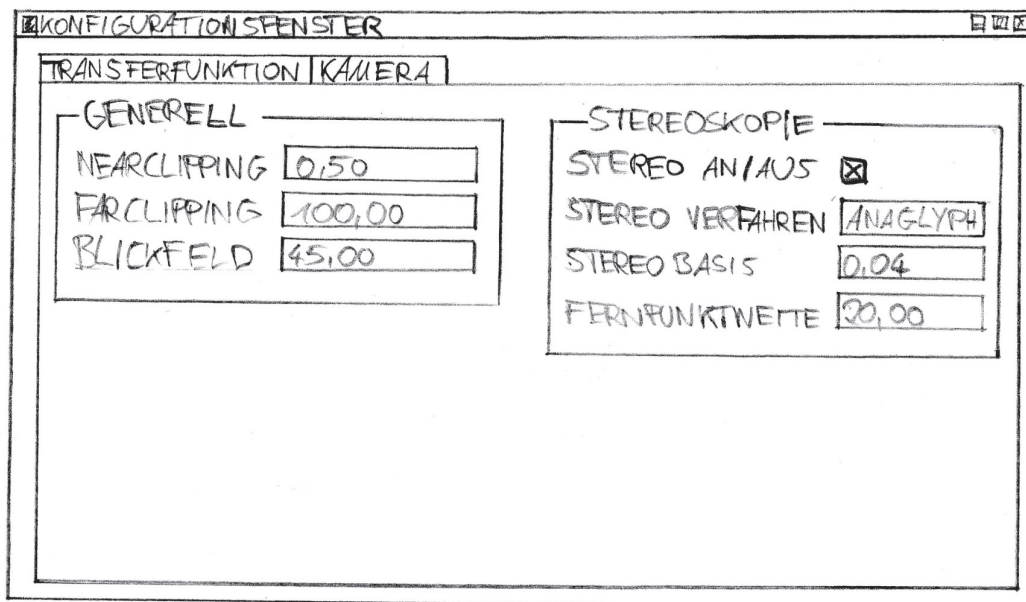 KONFIGURATIONSFENSTER
TRANSFERFUNKTION KAMERA
GENERELL
NEARCLIPPING 0,50
FARCLIPPING 100,00
BLICKFELD 45,00
STEREOSKOPIE
STEREO AN/AUS
STEREO VERFAHREN ANAGLYPH
STEREO BASIS 0,04
FERNPUNKTWEITE 20,00